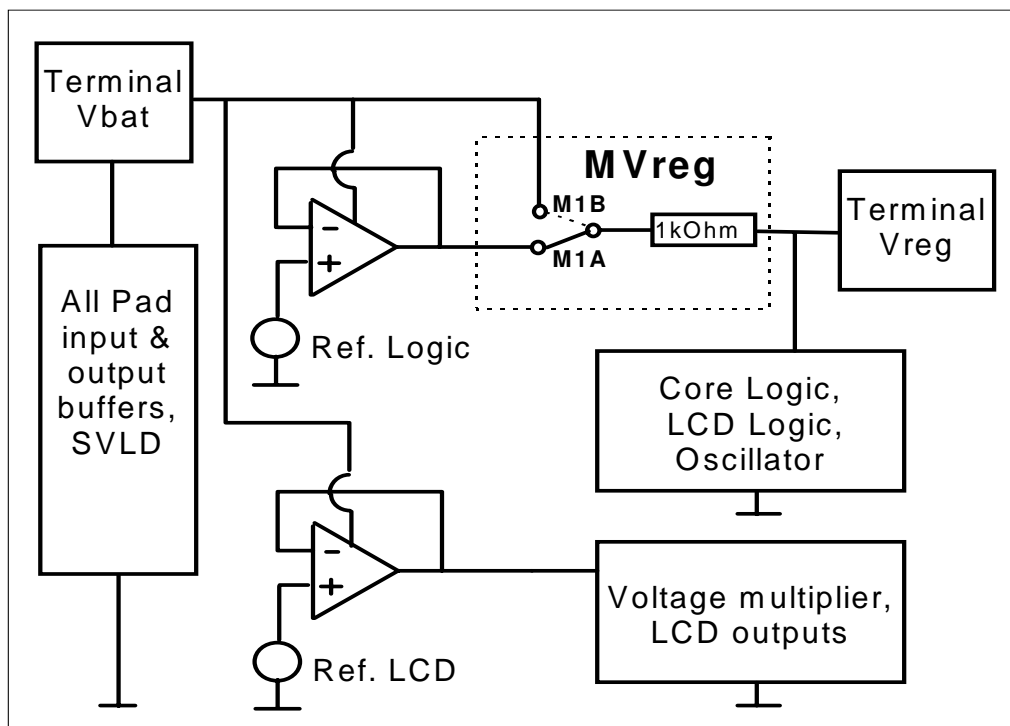 Terminal
Vbat
MVreg
M1B
M1A
1kOhm
Terminal
Vreg
-
+
Ref. Logic
All Pad
input &
output
buffers,
SVLD
Core Logic,
LCD Logic,
Oscillator
-
+
Ref. LCD
Voltage multiplier,
LCD outputs